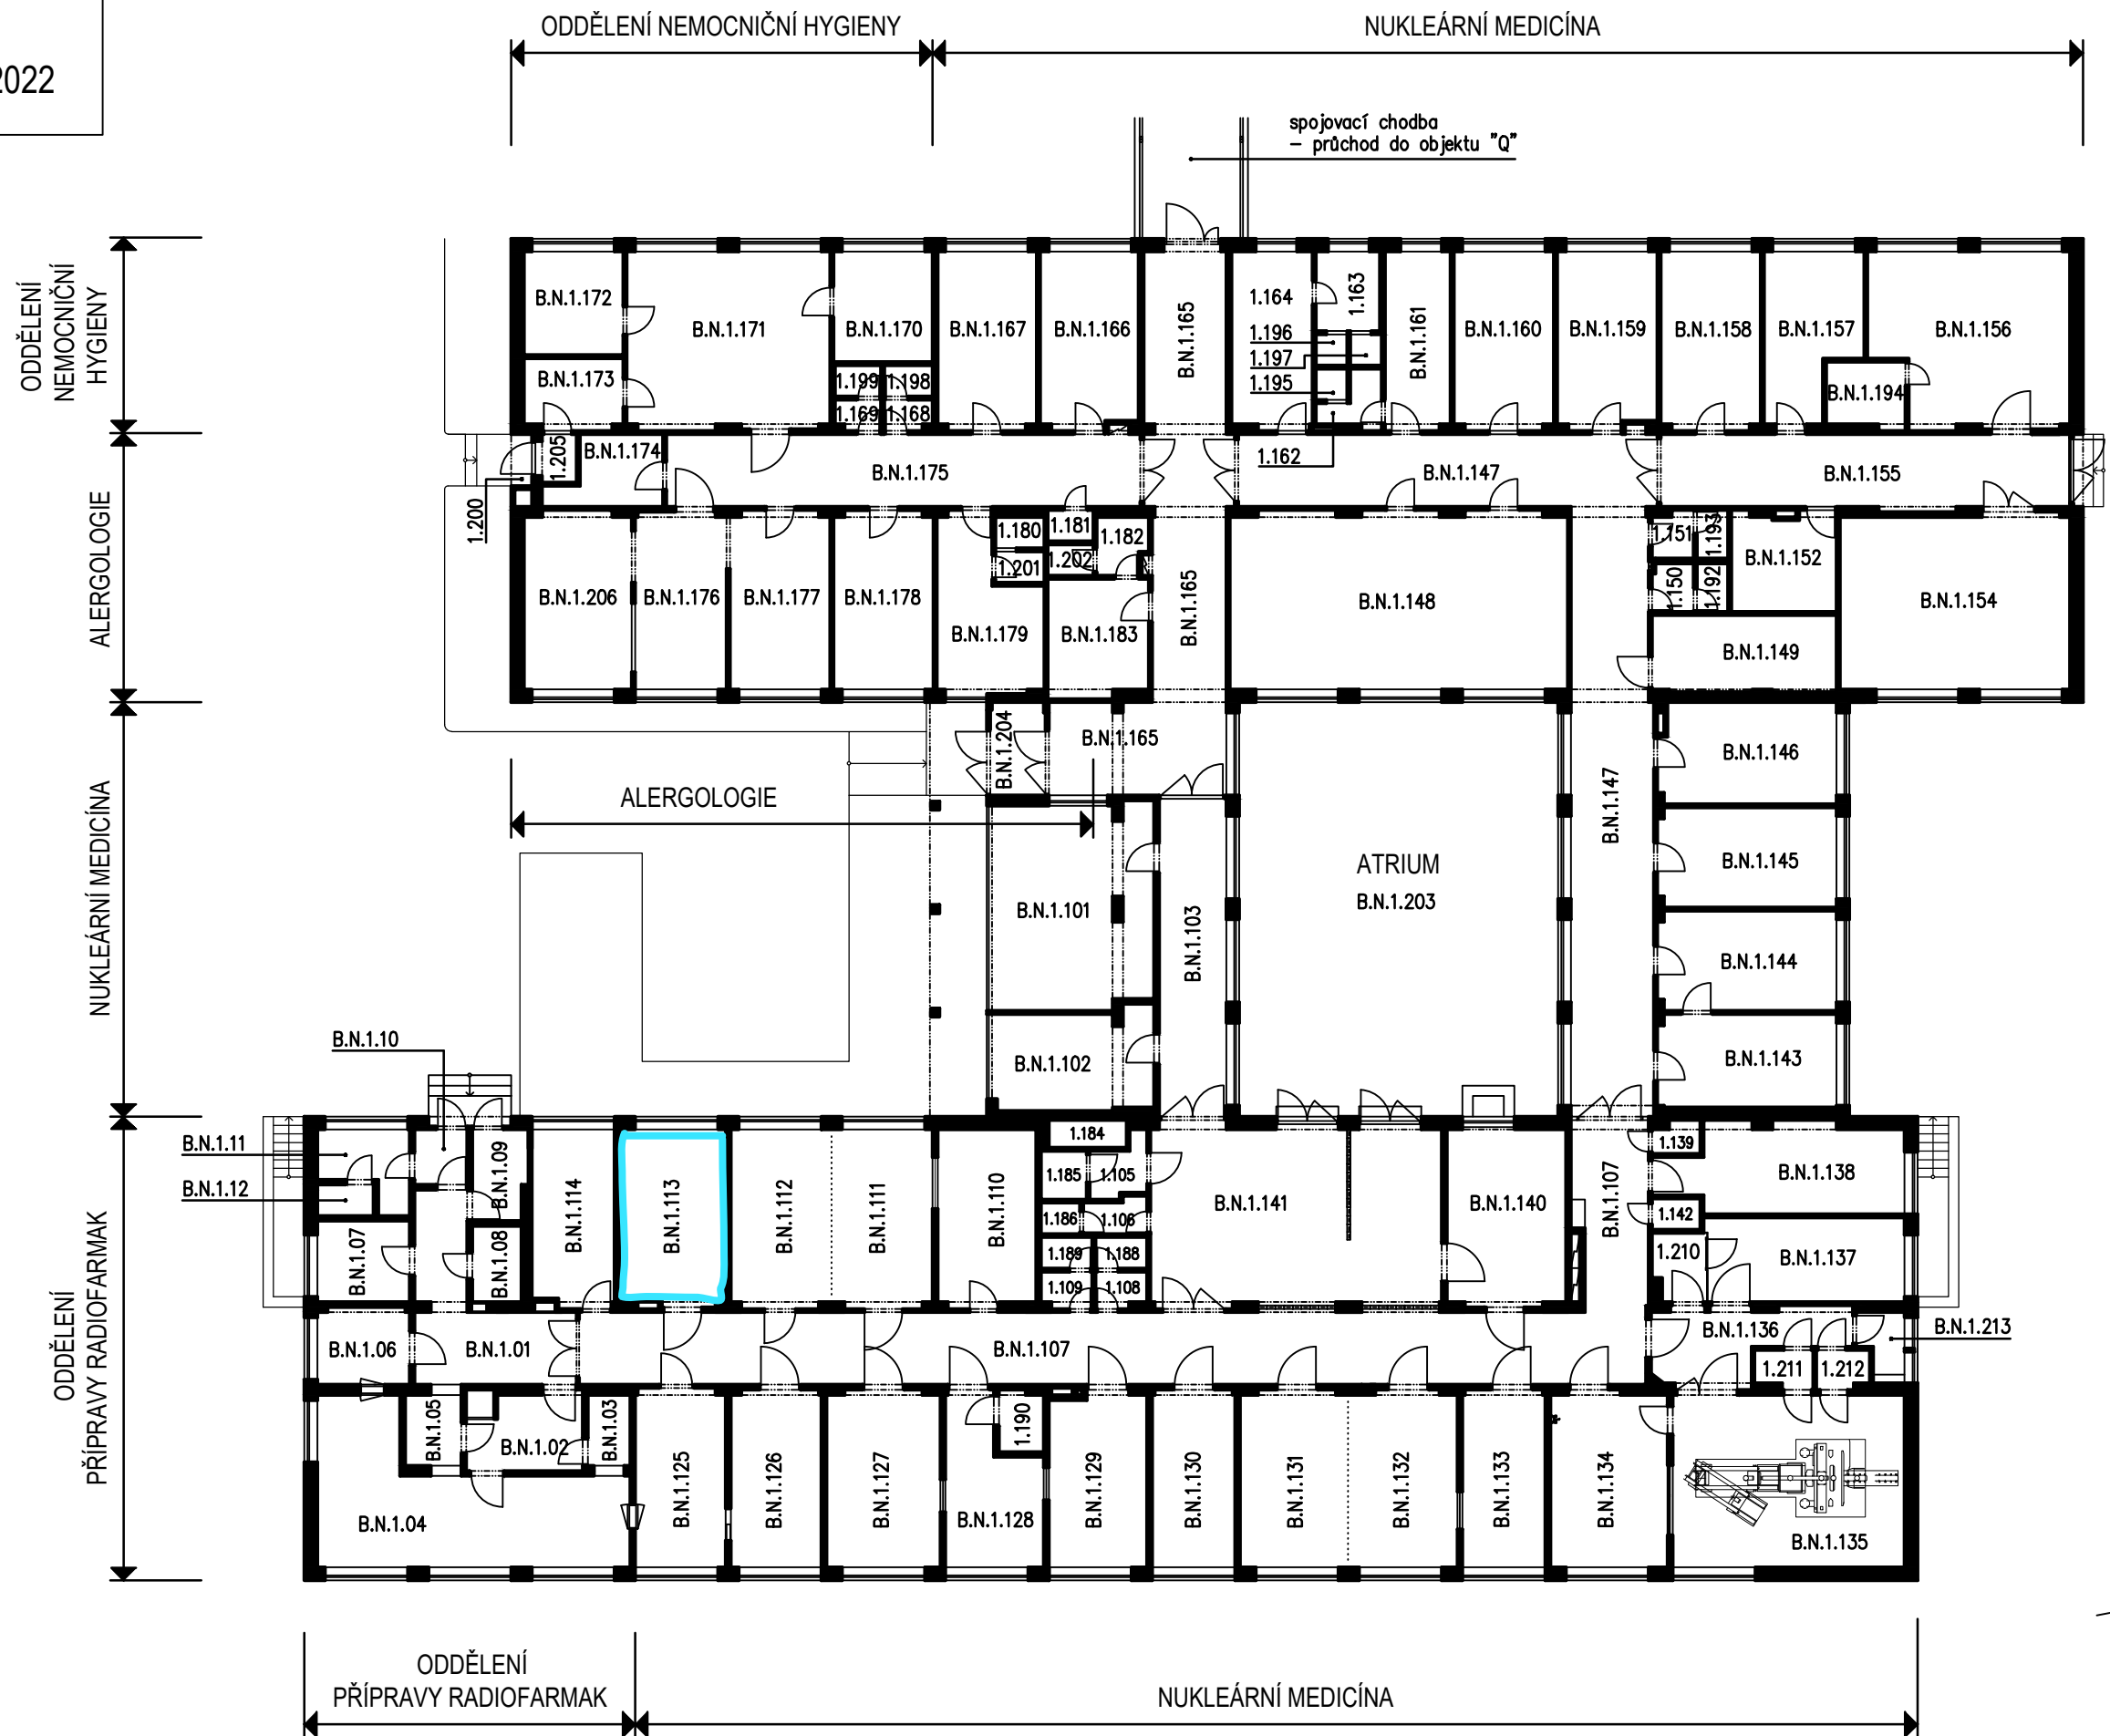 2022
ODDĚLENÍ NEMOCNIČNÍ HYGIENY
NUKLEÁRNÍ MEDICÍNA
spojovací chodba
– průchod do objektu "Q"
ODDĚLENÍ
NEMOCNIČNÍ
HYGIENY
B.N.1.172
B.N.1.171
B.N.1.170
B.N.1.167
B.N.1.166
B.N.1.165
1.164
1.163
1.196
1.197
1.195
B.N.1.161
B.N.1.160
B.N.1.159
B.N.1.158
B.N.1.157
B.N.1.156
B.N.1.173
1.199
1.198
1.169
1.168
B.N.1.194
ALERGOLOGIE
1.200
1.205
B.N.1.174
B.N.1.175
1.162
B.N.1.147
B.N.1.155
B.N.1.206
B.N.1.176
B.N.1.177
B.N.1.178
B.N.1.179
1.180
1.201
1.181
1.202
1.182
B.N.1.183
B.N.1.165
B.N.1.148
1.151
1.193
1.150
1.192
B.N.1.152
B.N.1.149
B.N.1.154
NUKLEÁRNÍ MEDICÍNA
B.N.1.204
B.N.1.165
ALERGOLOGIE
B.N.1.101
B.N.1.103
ATRIUM
B.N.1.203
B.N.1.147
B.N.1.146
B.N.1.145
B.N.1.144
B.N.1.143
B.N.1.102
B.N.1.10
B.N.1.11
B.N.1.12
ODDĚLENÍ
PŘÍPRAVY RADIOFARMAK
B.N.1.07
B.N.1.09
B.N.1.08
B.N.1.114
B.N.1.113
B.N.1.112
B.N.1.111
B.N.1.110
1.184
1.185
1.105
1.186
1.106
1.189
1.188
1.109
1.108
B.N.1.141
B.N.1.140
B.N.1.107
1.139
B.N.1.138
1.142
1.210
B.N.1.137
B.N.1.06
B.N.1.01
B.N.1.107
B.N.1.136
B.N.1.213
1.211
1.212
B.N.1.05
B.N.1.02
B.N.1.03
B.N.1.04
B.N.1.125
B.N.1.126
B.N.1.127
B.N.1.128
1.190
B.N.1.129
B.N.1.130
B.N.1.131
B.N.1.132
B.N.1.133
B.N.1.134
B.N.1.135
ODDĚLENÍ
PŘÍPRAVY RADIOFARMAK
NUKLEÁRNÍ MEDICÍNA